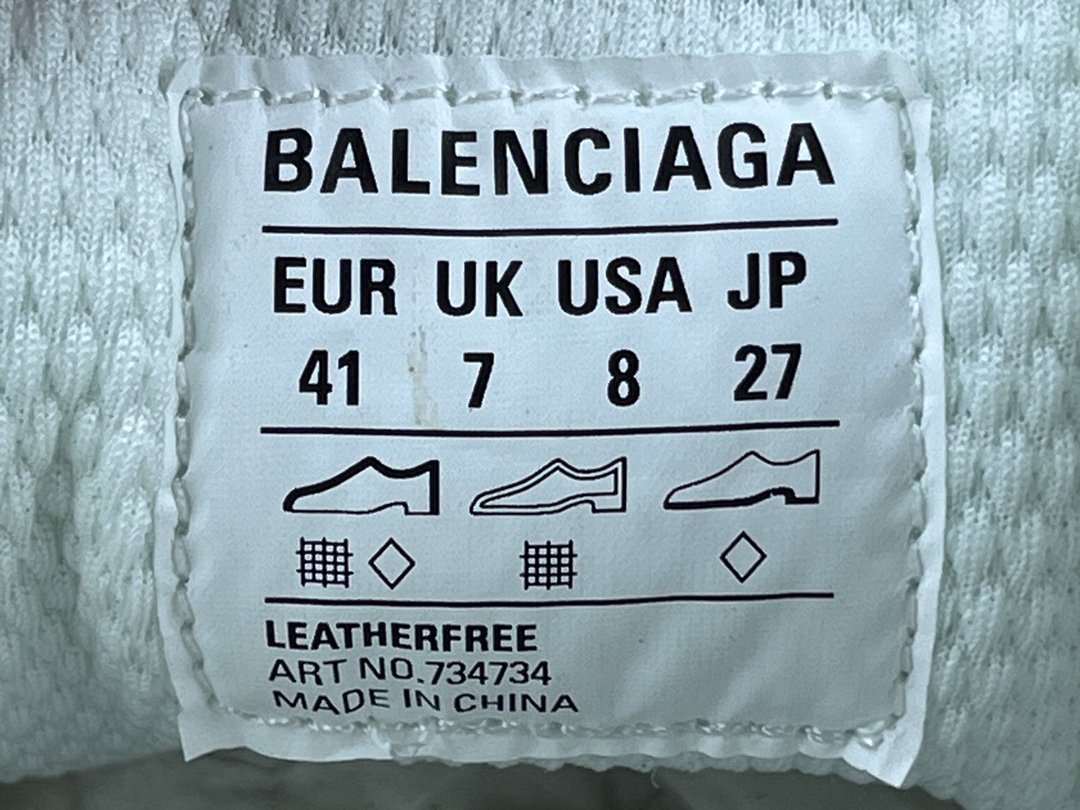 BALENCIAGA
EUR UK USA JP
41 7 8 27
LEATHERFREE
ART NO.734734
MADE IN CHINA